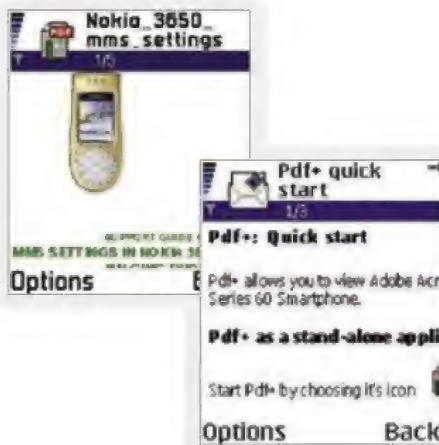 Nokia_3650_
mms_settings
1/5
SUPPORT GUIDE
MMS SETTINGS IN NOKIA
Options
Pdf+ quick
start
1/3
Pdf+: Quick start
Pdf+ allows you to view Adobe Acr
Series 60 Smartphone.
Pdf+ as a stand-alone appli
Start Pdf+ by choosing it's icon
Options Back